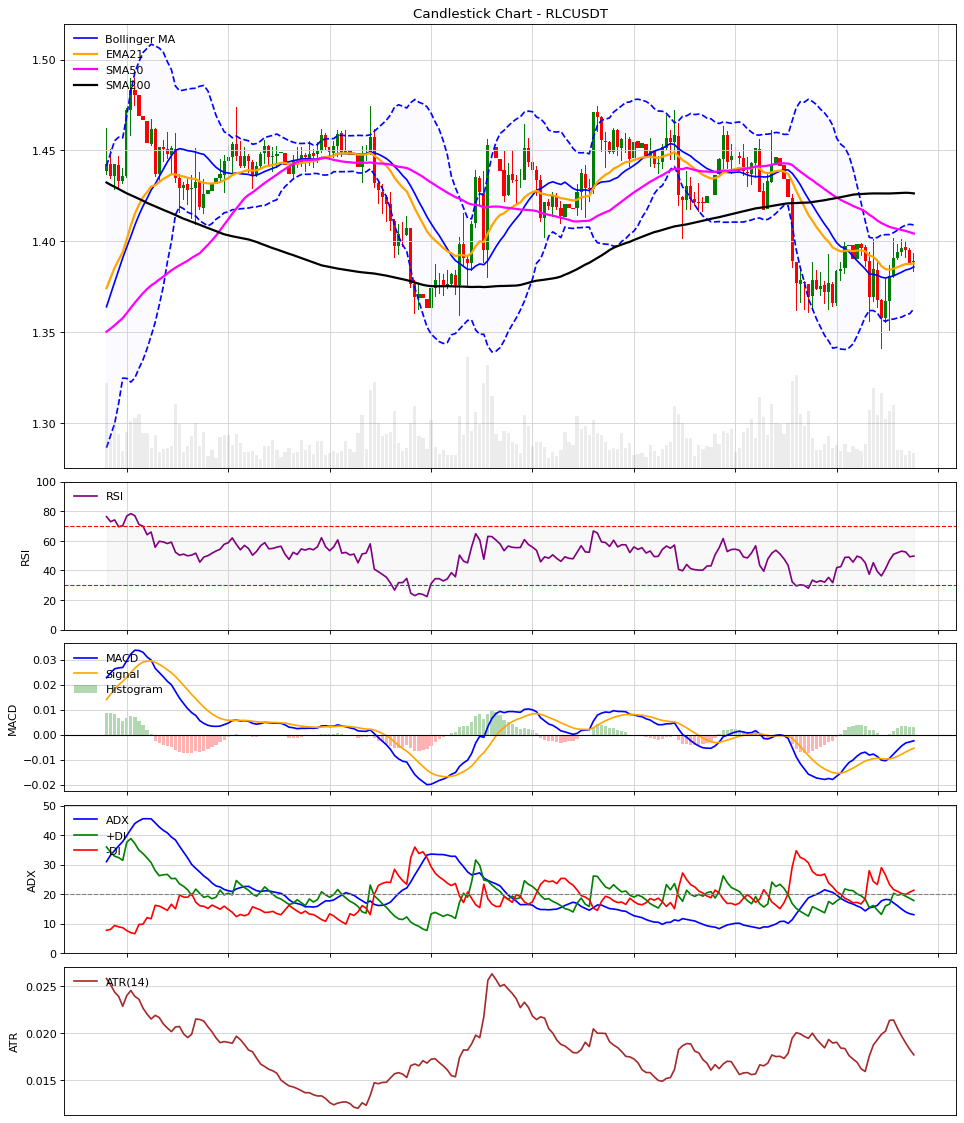 Candlestick Chart - RLCUSDT
Bollinger MA
EMA21
SMA50
SMA200
1.50
1.45
1.40
1.35
1.30
RSI
RSI
100
80
60
40
20
0
MACD
Signal
Histogram
MACD
0.03
0.02
0.01
0.00
−0.01
−0.02
ADX
+DI
-DI
ADX
50
40
30
20
10
0
ATR(14)
ATR
0.025
0.020
0.015